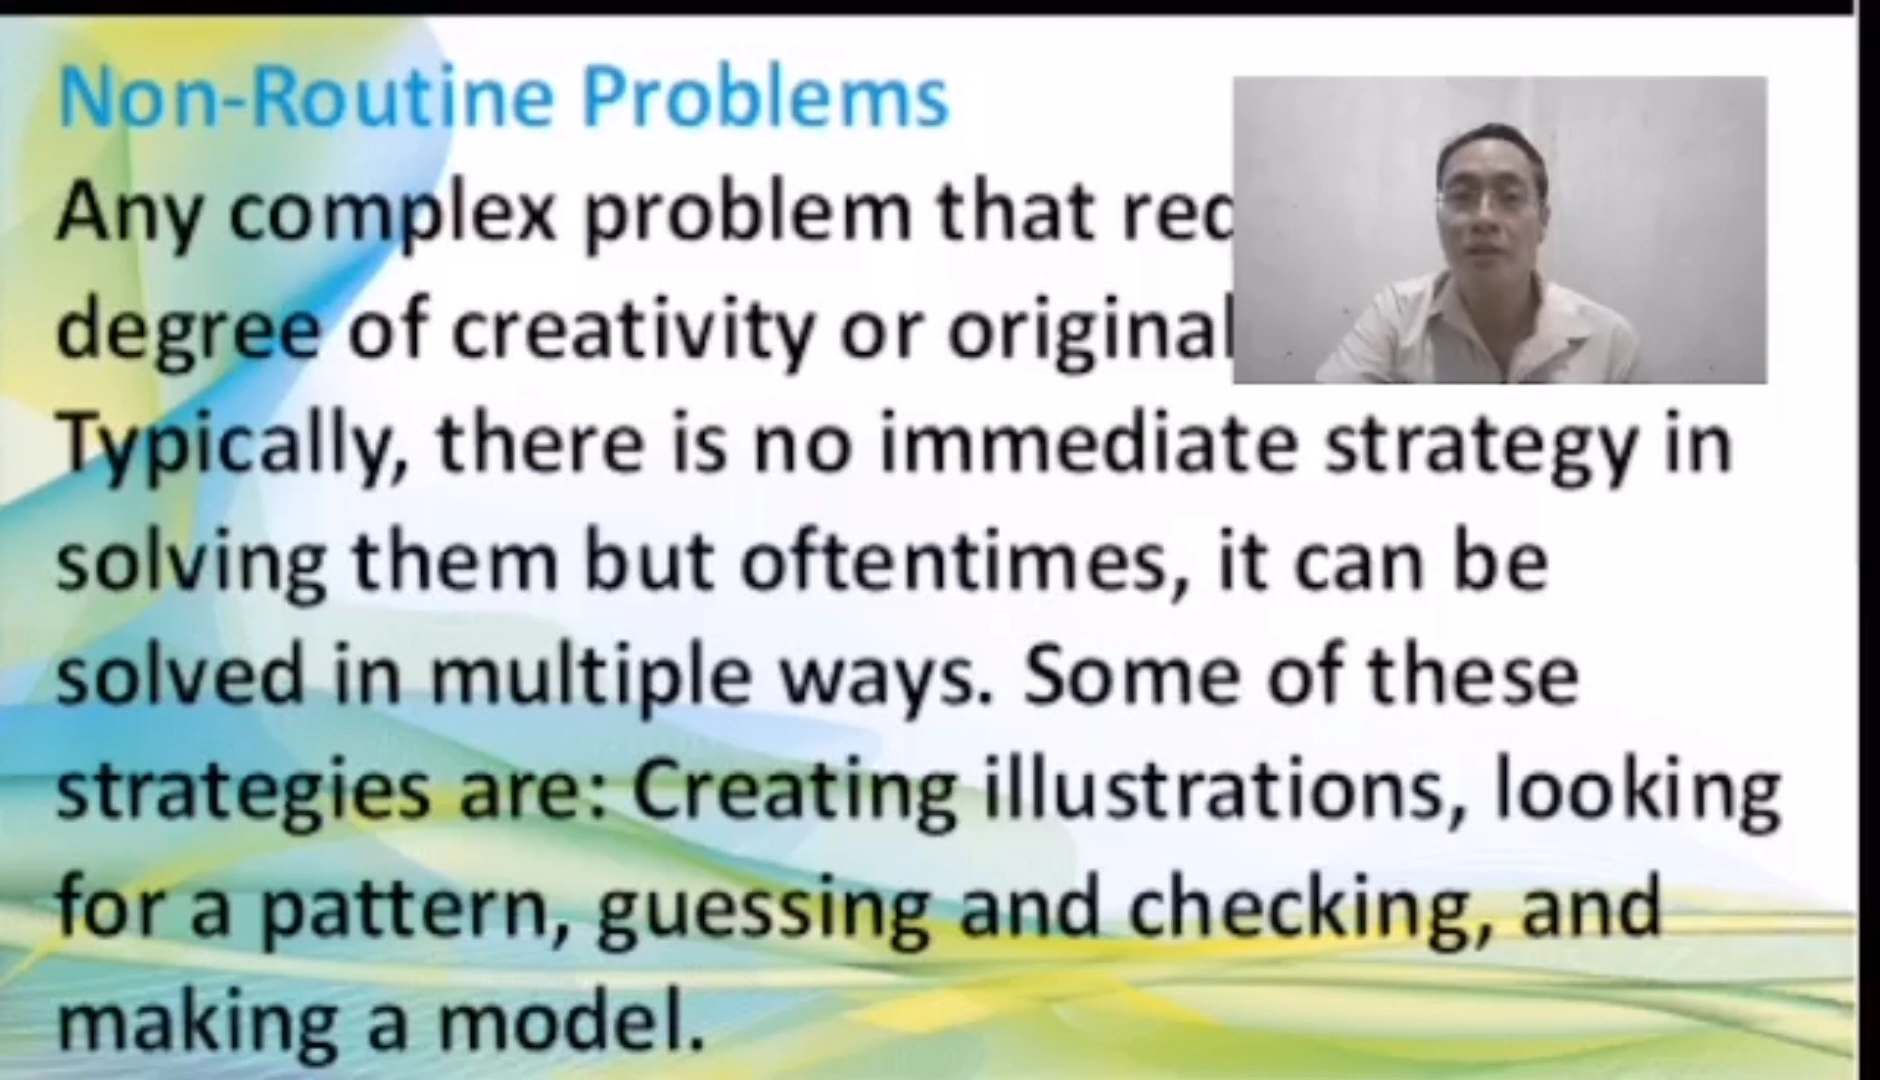 Non-Routine Problems
Any complex problem that
degree of creativity or
Typically, there is no immediate strategy in
solving them but oftentimes, it can be
solved in multiple ways. Some of these
strategies are: Creating illustrations, looking
for a pattern, guessing and checking, and
making a model.